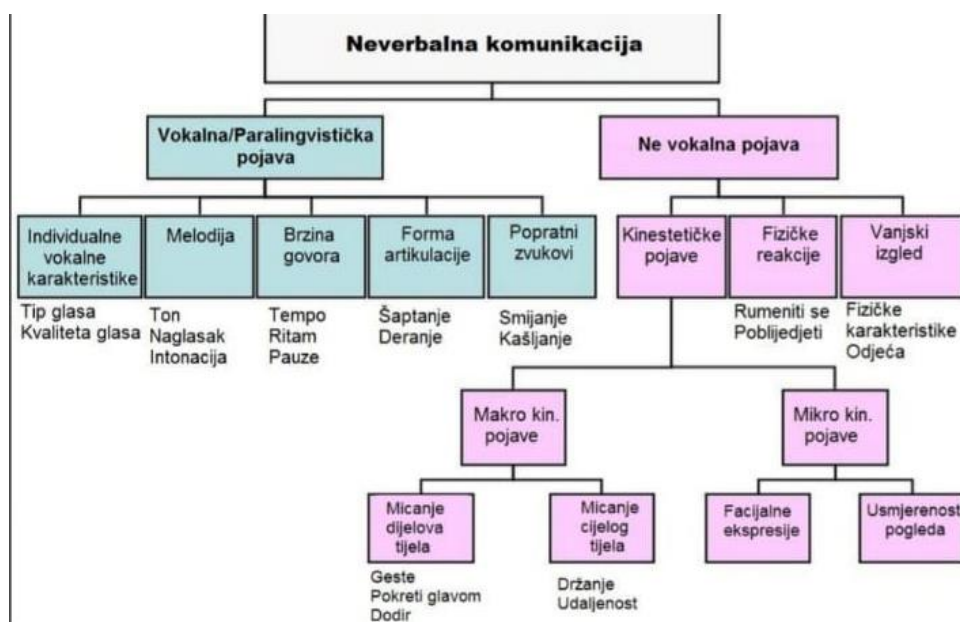 Neverbalna komunikacija
Vokalna/Paralingvistička
pojava
Ne vokalna pojava
Individualne
vokalne
karakteristike
Tip glasa
Kvaliteta glasa
Melodija
Ton
Naglasak
Intonacija
Brzina
govora
Tempo
Ritam
Pauze
Forma
artikulacije
Šaptanje
Deranje
Popratni
zvukovi
Smijanje
Kašljanje
Kinestetičke
pojave
Fizičke
reakcije
Rumeniti se
Poblijedjeti
Vanjski
izgled
Fizičke
karakteristike
Odjeća
Makro kin.
pojave
Mikro kin.
pojave
Micanje
dijelova
tijela
Geste
Pokreti glavom
Dodir
Micanje
cijelog
tijela
Držanje
Udaljenost
Facijalne
ekspresije
Usmjerenost
pogleda